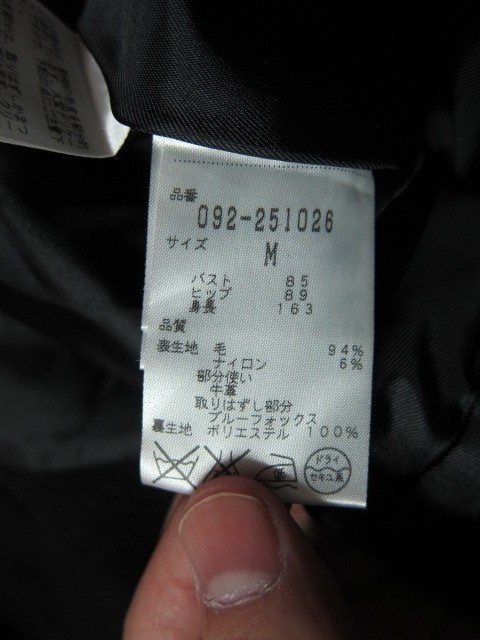 品番
092-251026
サイズ
M
バスト 85
ヒップ 89
身長 163
品質
表生地 毛 94%
ナイロン 6%
部分使い
牛革
取りはずし部分
ブルーフォックス
裏生地 ポリエステル 100%
ドライ
セキユ系